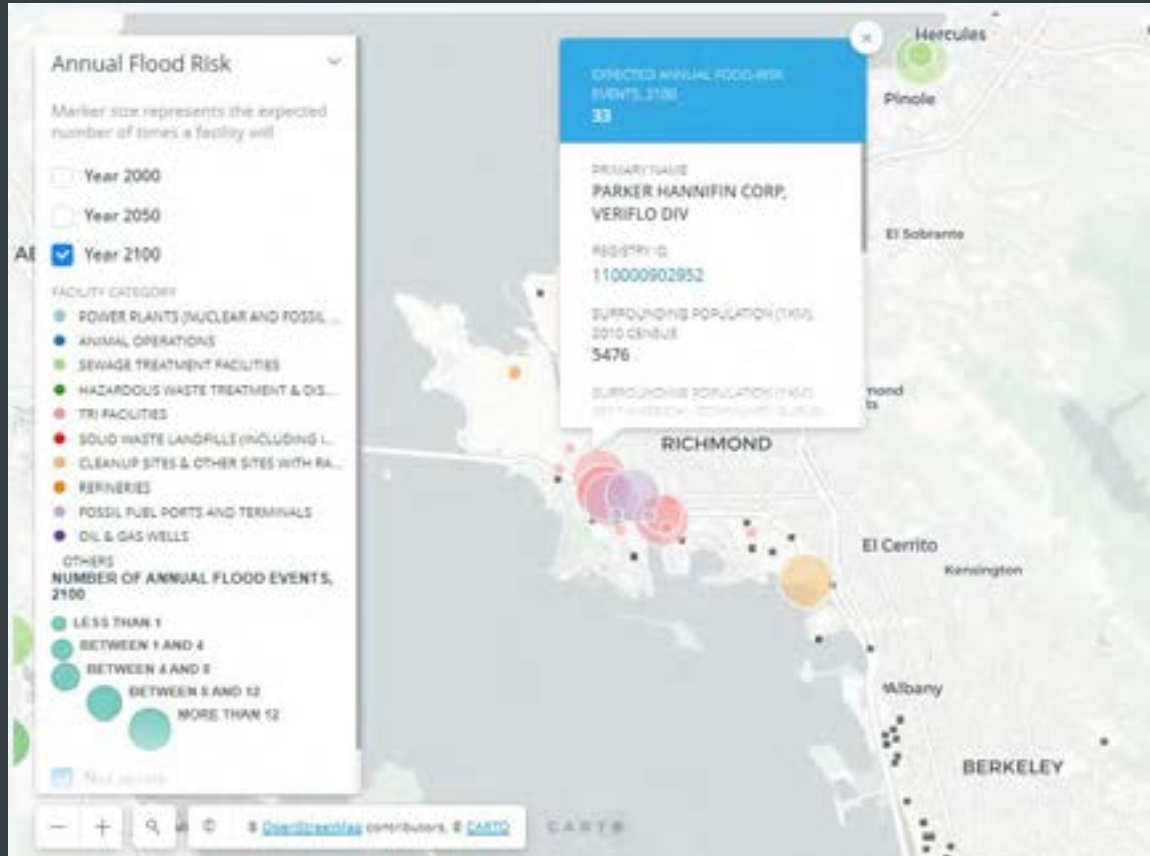 Annual Flood Risk
Marker size represents the expected
number of times a facility will
Year 2000
Year 2050
Year 2100
FACILITY CATEGORY
POWER PLANTS (NUCLEAR AND FOSSIL ...
ANIMAL OPERATIONS
SEWAGE TREATMENT FACILITIES
HAZARDOUS WASTE TREATMENT & DIS...
TRI FACILITIES
SOLID WASTE LANDFILLS (INCLUDING I...
CLEANUP SITES & OTHER SITES WITH RA...
REFINERIES
FOSSIL FUEL PORTS AND TERMINALS
OIL & GAS WELLS
OTHERS
NUMBER OF ANNUAL FLOOD EVENTS,
2100
LESS THAN 1
BETWEEN 1 AND 4
BETWEEN 4 AND 8
BETWEEN 8 AND 12
MORE THAN 12
EXPECTED ANNUAL FOOD-RISK
EVENTS, 2100
33
PRIMARY NAME
PARKER HANNIFIN CORP,
VERIFLO DIV
REGISTRY ID
110000902952
SURROUNDING POPULATION (1KM),
2010 CENSUS
5476
SURROUNDING POPULATION (1KM)
Hercules
Pinole
El Sobrante
mond
RICHMOND
El Cerrito
Kensington
Albany
BERKELEY
© OpenStreetMap contributors, © CARTO
CARTO